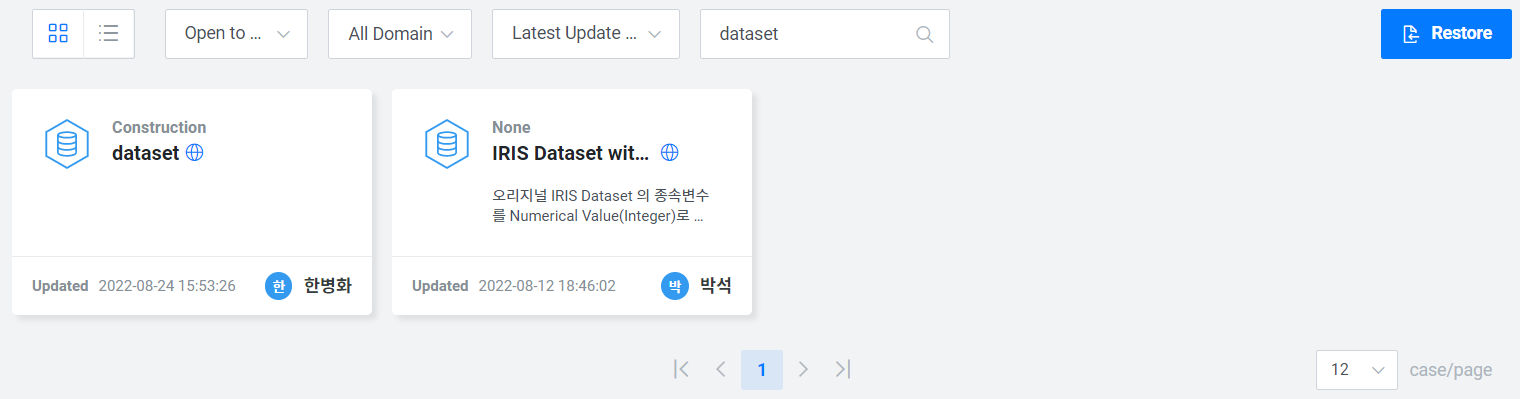 Open to ...
All Domain
Latest Update ...
dataset
Restore
Construction
dataset
None
IRIS Dataset wit...
오리지널 IRIS Dataset 의 종속변수
를 Numerical Value(Integer)로 ...
Updated 2022-08-24 15:53:26
한 한병화
Updated 2022-08-12 18:46:02
박 박석
1
12
case/page